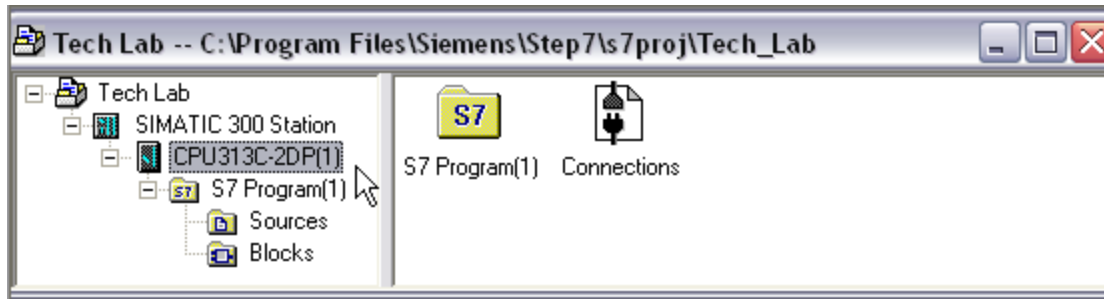 Tech Lab -- C:\Program Files\Siemens\Step7\s7proj\Tech_Lab
Tech Lab
SIMATIC 300 Station
CPU313C-2DP(1)
S7 Program(1)
Sources
Blocks
S7
S7 Program(1)
Connections